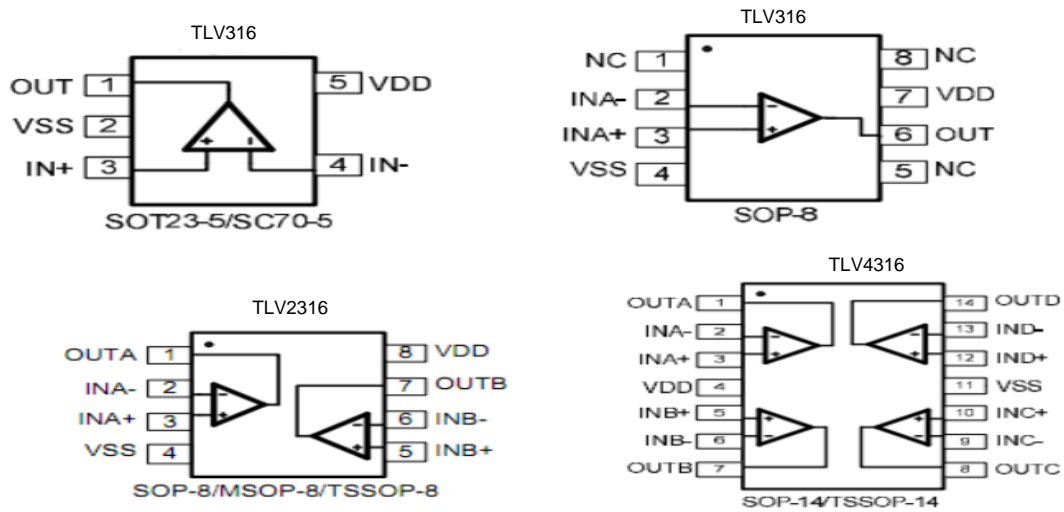 TLV316
OUT 1 5 VDD
VSS 2
IN+ 3 4 IN-
SOT23-5/SC70-5
TLV316
NC 1 8 NC
INA- 2 7 VDD
INA+ 3 6 OUT
VSS 4 5 NC
SOP-8
TLV2316
OUTA 1 8 VDD
INA- 2 7 OUTB
INA+ 3 6 INB-
VSS 4 5 INB+
SOP-8/MSOP-8/TSSOP-8
TLV4316
OUTA 1 14 OUTD
INA- 2 13 IND-
INA+ 3 12 IND+
VDD 4 11 VSS
INB+ 5 10 INC+
INB- 6 9 INC-
OUTB 7 8 OUTC
SOP-14/TSSOP-14